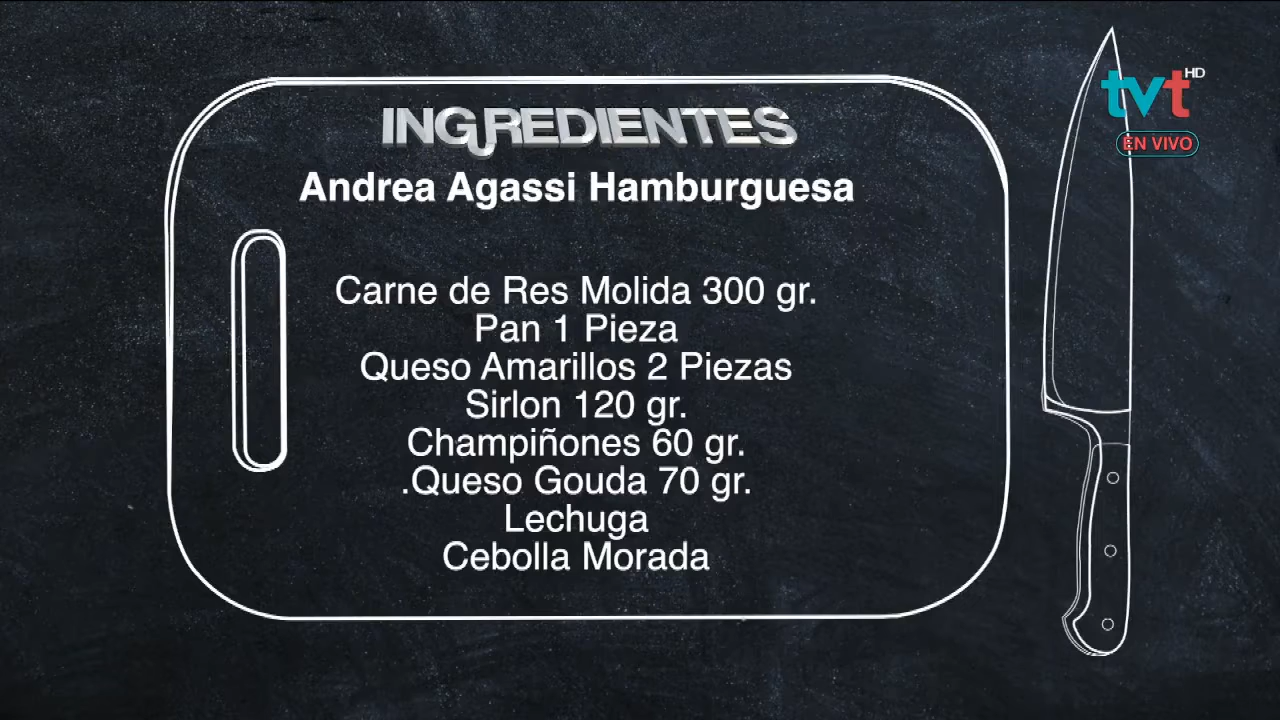 INGREDIENTES
Andrea Agassi Hamburguesa
Carne de Res Molida 300 gr.
Pan 1 Pieza
Queso Amarillos 2 Piezas
Sirlon 120 gr.
Champiñones 60 gr.
.Queso Gouda 70 gr.
Lechuga
Cebolla Morada
tvt HD
EN VIVO